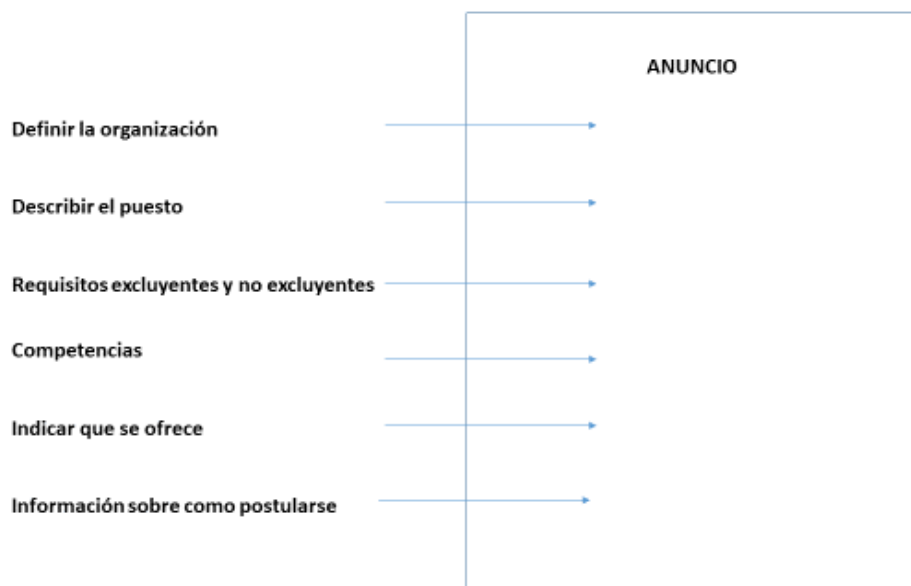 ANUNCIO
Definir la organización
Describir el puesto
Requisitos excluyentes y no excluyentes
Competencias
Indicar que se ofrece
Información sobre como postularse